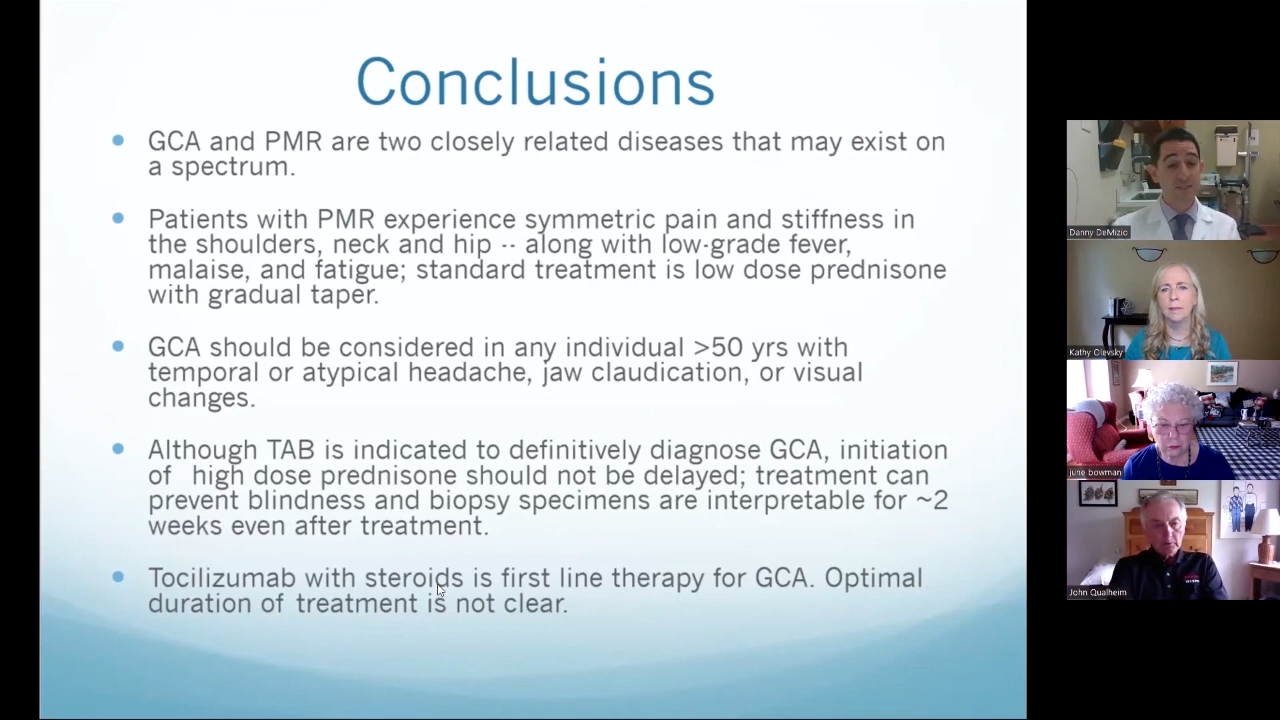 Conclusions
• GCA and PMR are two closely related diseases that may exist on
a spectrum.
• Patients with PMR experience symmetric pain and stiffness in
the shoulders, neck and hip -- along with low-grade fever,
malaise, and fatigue; standard treatment is low dose prednisone
with gradual taper.
• GCA should be considered in any individual >50 yrs with
temporal or atypical headache, jaw claudication, or visual
changes.
• Although TAB is indicated to definitively diagnose GCA, initiation
of  high dose prednisone should not be delayed; treatment can
prevent blindness and biopsy specimens are interpretable for ~2
weeks even after treatment.
• Tocilizumab with steroids is first line therapy for GCA. Optimal
duration of treatment is not clear.
Danny DeMizio
Kathy Olevsky
june bowman
John Qualheim